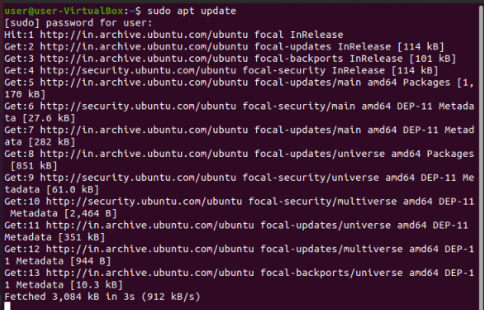 user@user-VirtualBox:~$ sudo apt update
[sudo] password for user:
Hit:1 http://in.archive.ubuntu.com/ubuntu focal InRelease
Get:2 http://in.archive.ubuntu.com/ubuntu focal-updates InRelease [114 kB]
Get:3 http://in.archive.ubuntu.com/ubuntu focal-backports InRelease [101 kB]
Get:4 http://security.ubuntu.com/ubuntu focal-security InRelease [114 kB]
Get:5 http://in.archive.ubuntu.com/ubuntu focal-updates/main amd64 Packages [1,
170 kB]
Get:6 http://security.ubuntu.com/ubuntu focal-security/main amd64 DEP-11 Metada
ta [27.6 kB]
Get:7 http://in.archive.ubuntu.com/ubuntu focal-updates/main amd64 DEP-11 Metad
ata [282 kB]
Get:8 http://in.archive.ubuntu.com/ubuntu focal-updates/universe amd64 Packages
[851 kB]
Get:9 http://security.ubuntu.com/ubuntu focal-security/universe amd64 DEP-11 Me
tadata [61.0 kB]
Get:10 http://security.ubuntu.com/ubuntu focal-security/multiverse amd64 DEP-11
Metadata [2,464 B]
Get:11 http://in.archive.ubuntu.com/ubuntu focal-updates/universe amd64 DEP-11
Metadata [351 kB]
Get:12 http://in.archive.ubuntu.com/ubuntu focal-updates/multiverse amd64 DEP-1
1 Metadata [944 B]
Get:13 http://in.archive.ubuntu.com/ubuntu focal-backports/universe amd64 DEP-1
1 Metadata [10.3 kB]
Fetched 3,084 kB in 3s (912 kB/s)